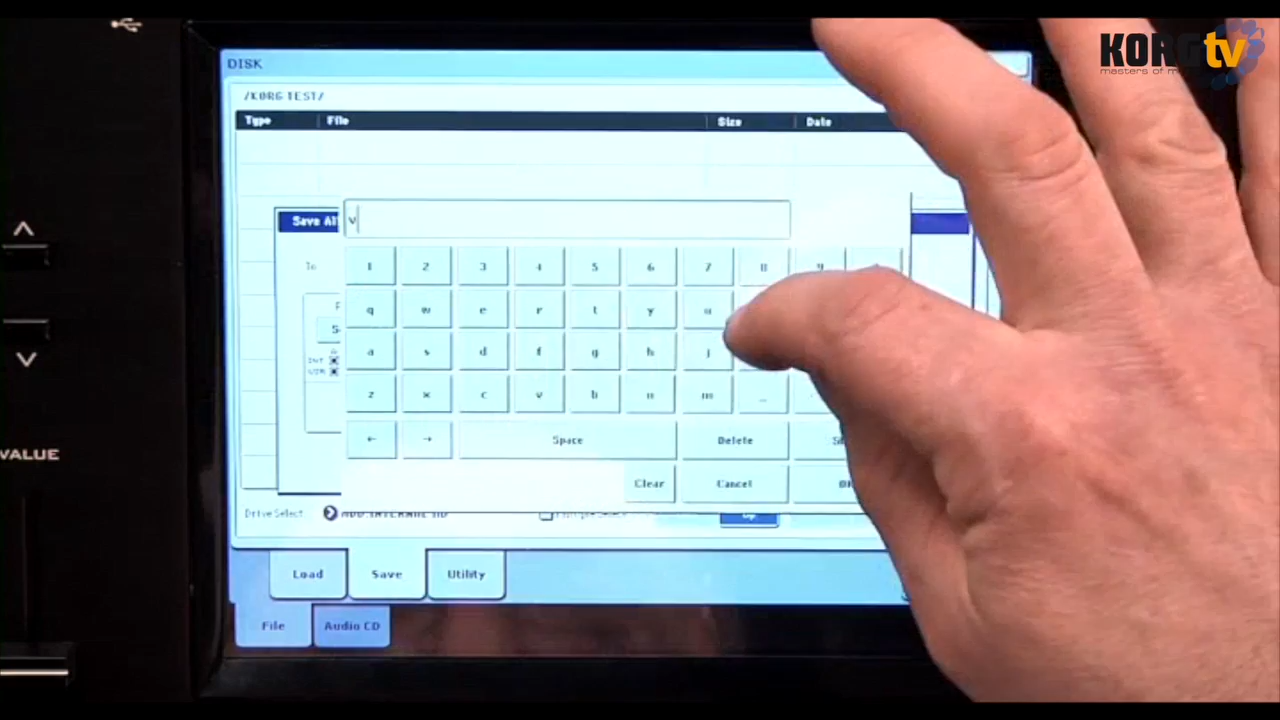 KORG tv
masters of m
DISK
/KORG TEST/
Type File Size Date
Save All
v
To
1 2 3 4 5 6 7 8 9
q w e r t y u
a s d f g h j
z x c v b n m _
← → Space Delete
Clear Cancel
Drive Select
Load Save Utility
File Audio CD
VALUE